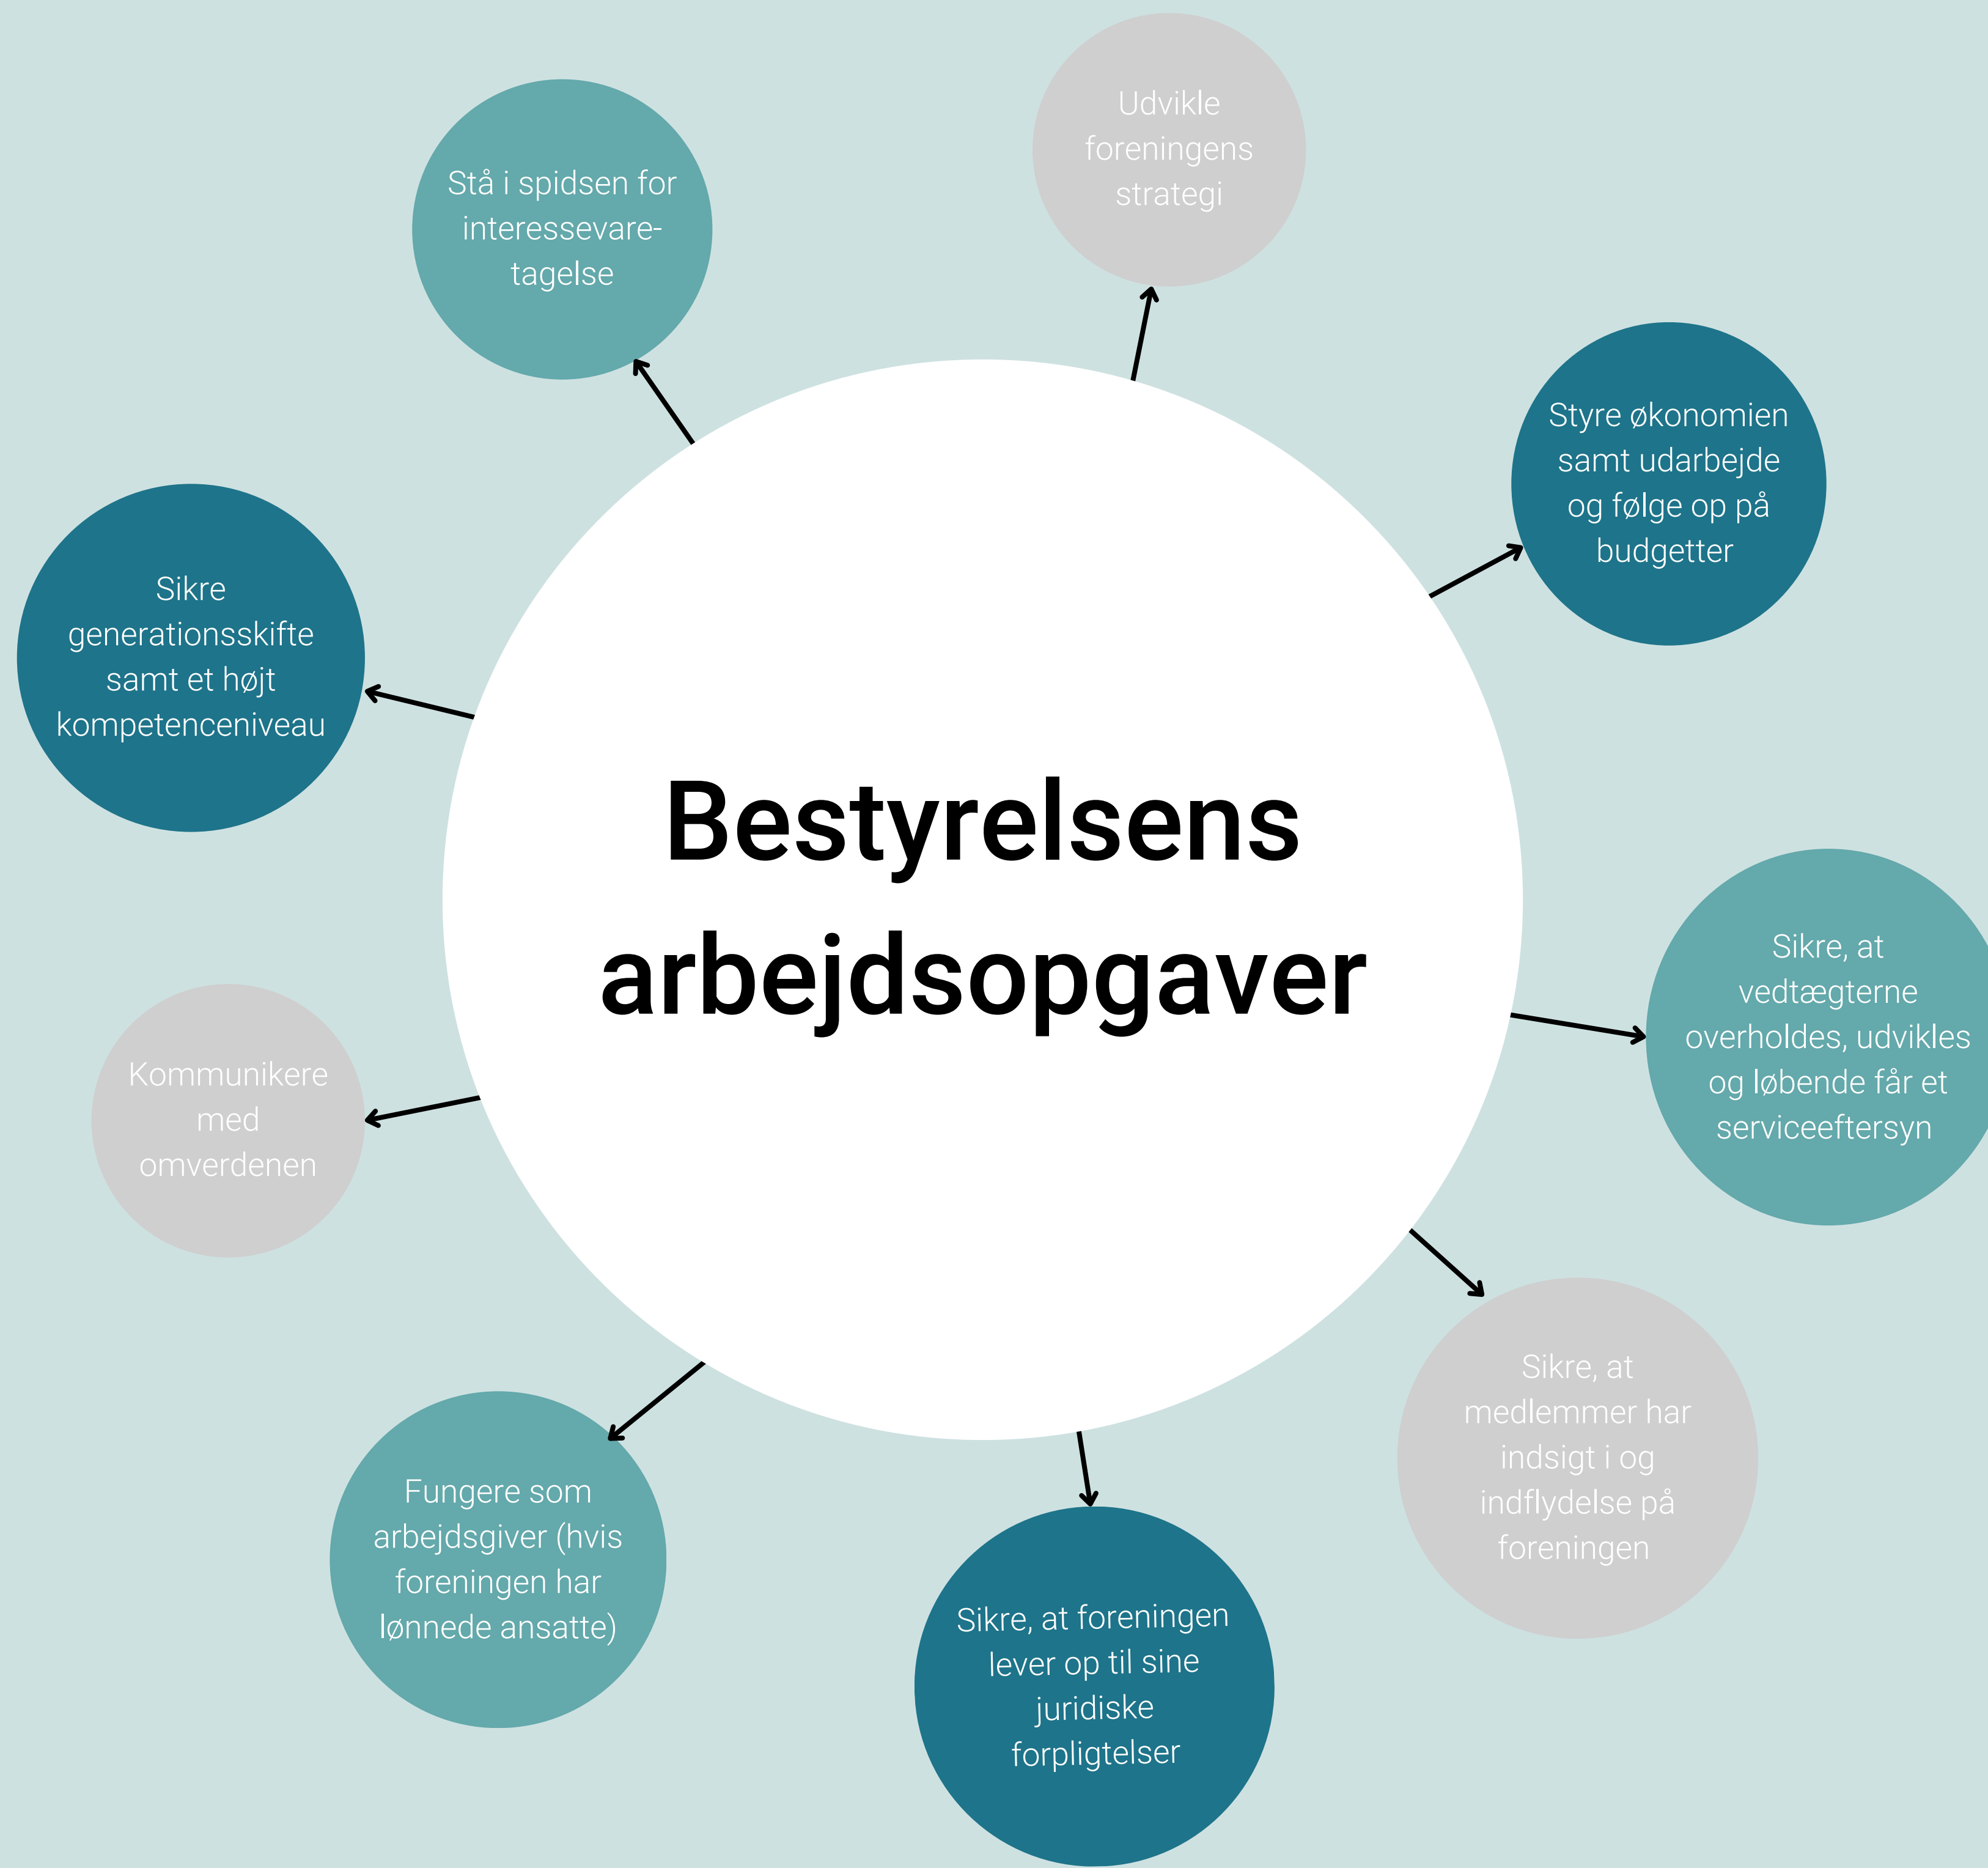 Bestyrelsens
arbejdsopgaver
Udvikle
foreningens
strategi
Styre økonomien
samt udarbejde
og følge op på
budgetter
Sikre, at
vedtægterne
overholdes, udvikles
og løbende får et
serviceeftersyn
Sikre, at
medlemmer har
indsigt i og
indflydelse på
foreningen
Sikre, at foreningen
lever op til sine
juridiske
forpligtelser
Fungere som
arbejdsgiver (hvis
foreningen har
lønnede ansatte)
Kommunikere
med
omverdenen
Sikre
generationsskifte
samt et højt
kompetenceniveau
Stå i spidsen for
interessevare-
tagelse